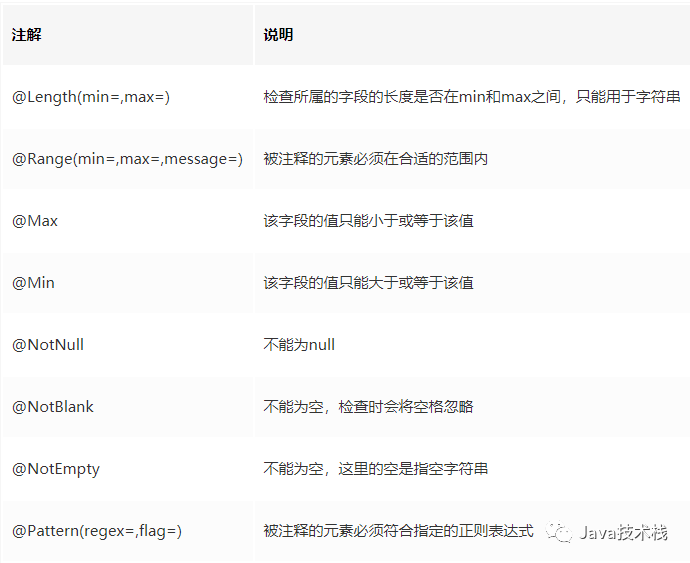 注解 说明
@Length(min=,max=) 检查所属的字段的长度是否在min和max之间，只能用于字符串
@Range(min=,max=,message=) 被注释的元素必须在合适的范围内
@Max 该字段的值只能小于或等于该值
@Min 该字段的值只能大于或等于该值
@NotNull 不能为null
@NotBlank 不能为空，检查时会将空格忽略
@NotEmpty 不能为空，这里的空是指空字符串
@Pattern(regex=,flag=) 被注释的元素必须符合指定的正则表达式 Java技术栈